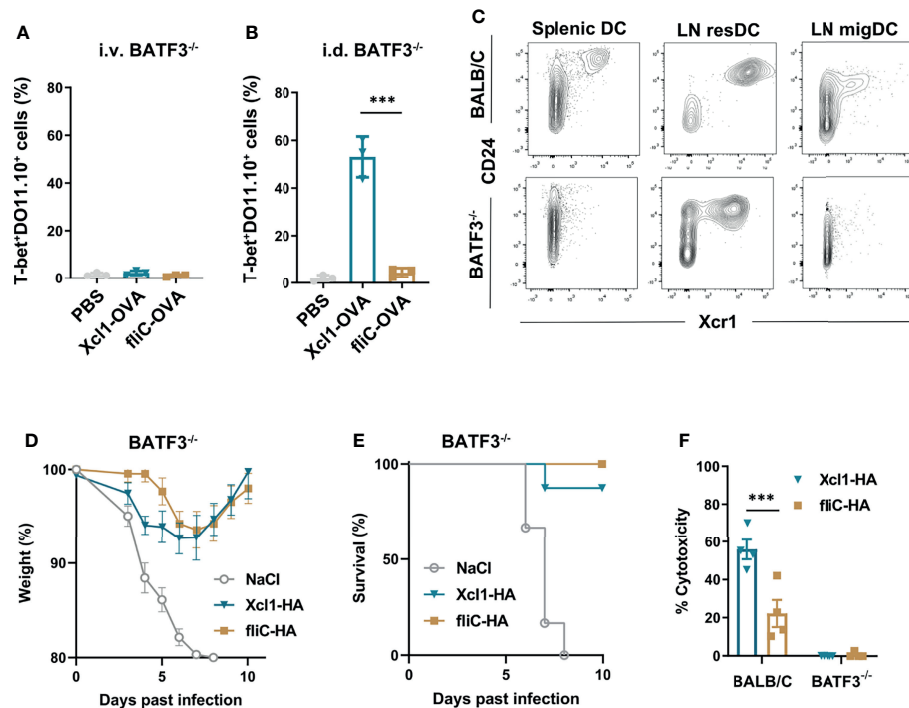 A
i.v. BATF3-/-
T-bet+DO11.10+ cells (%)
80
60
40
20
0
PBS
Xcl1-OVA
fliC-OVA
B
i.d. BATF3-/-
T-bet+DO11.10+ cells (%)
80
60
40
20
0
***
PBS
Xcl1-OVA
fliC-OVA
C
Splenic DC
LN resDC
LN migDC
BALB/C
BATF3-/-
CD24
Xcr1
D
BATF3-/-
Weight (%)
100
90
80
0
5
10
Days past infection
NaCl
Xcl1-HA
fliC-HA
E
BATF3-/-
Survival (%)
100
50
0
0
5
10
Days past infection
NaCl
Xcl1-HA
fliC-HA
F
Xcl1-HA
fliC-HA
% Cytotoxicity
100
80
60
40
20
0
***
BALB/C
BATF3-/-